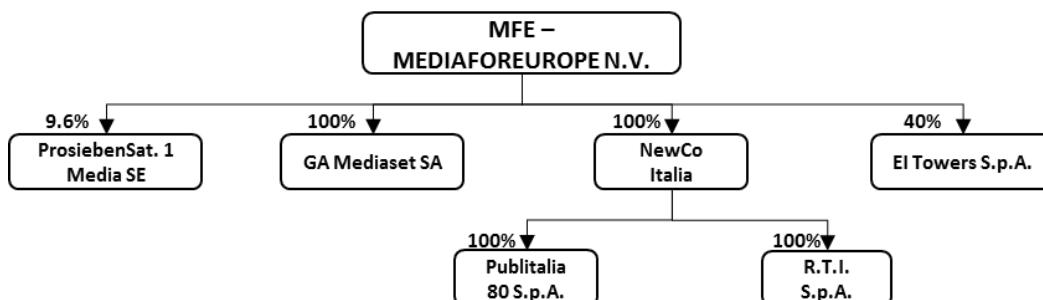 MFE –
MEDIAFOREUROPE N.V.
9.6%
100%
100%
40%
ProsiebenSat. 1
Media SE
GA Mediaset SA
NewCo
Italia
EI Towers S.p.A.
100%
100%
Publitalia
80 S.p.A.
R.T.I.
S.p.A.